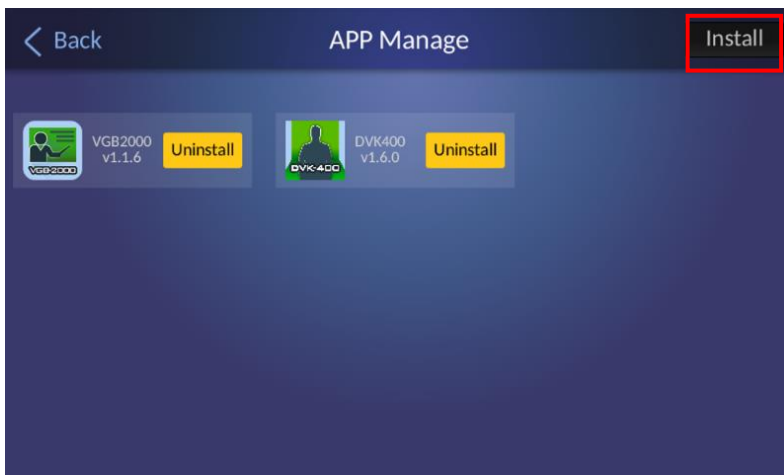 Back
APP Manage
Install
VGB2000
v1.1.6
Uninstall
VGB-2000
DVK400
v1.6.0
Uninstall
DVK-400